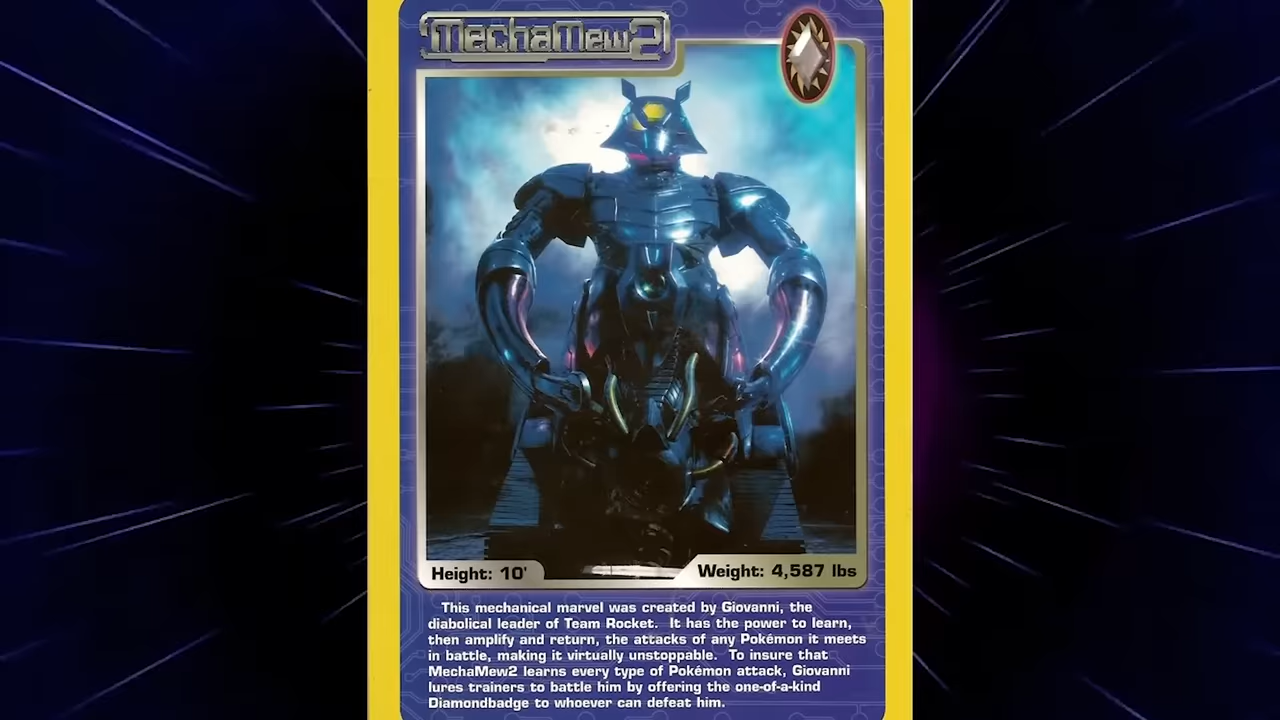 MechaMew2
Height: 10'
Weight: 4,587 lbs
This mechanical marvel was created by Giovanni, the
diabolical leader of Team Rocket. It has the power to learn,
then amplify and return, the attacks of any Pokémon it meets
in battle, making it virtually unstoppable. To insure that
MechaMew2 learns every type of Pokémon attack, Giovanni
lures trainers to battle him by offering the one-of-a-kind
Diamondbadge to whoever can defeat him.